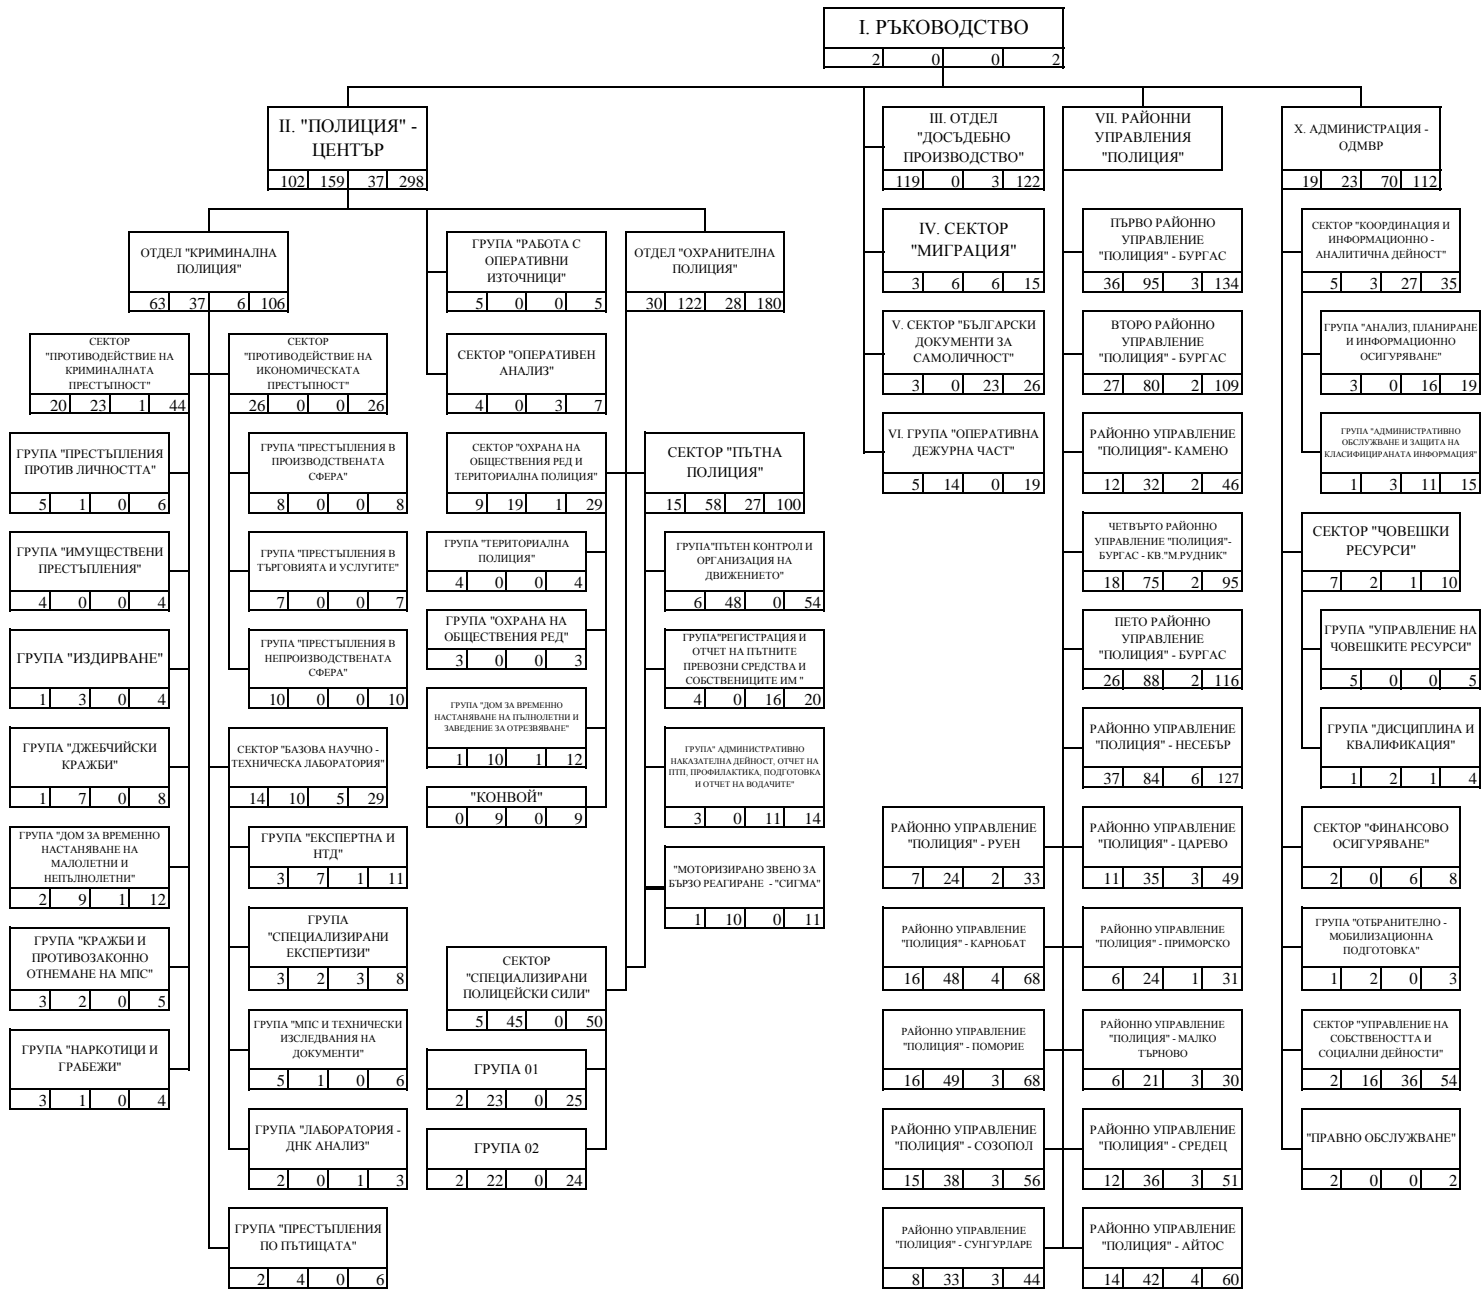 I. РЪКОВОДСТВО
2 0 0 2
II. "ПОЛИЦИЯ" -
ЦЕНТЪР
102 159 37 298
ОТДЕЛ "КРИМИНАЛНА
ПОЛИЦИЯ"
63 37 6 106
СЕКТОР
"ПРОТИВОДЕЙСТВИЕ НА
КРИМИНАЛНАТА
ПРЕСТЪПНОСТ"
20 23 1 44
ГРУПА "ПРЕСТЪПЛЕНИЯ
ПРОТИВ ЛИЧНОСТТА"
5 1 0 6
ГРУПА "ИМУЩЕСТВЕНИ
ПРЕСТЪПЛЕНИЯ"
4 0 0 4
ГРУПА "ИЗДИРВАНЕ"
1 3 0 4
ГРУПА "ДЖЕБЧИЙСКИ
КРАЖБИ"
1 7 0 8
ГРУПА "ДОМ ЗА ВРЕМЕННО
НАСТАНЯВАНЕ НА
МАЛОЛЕТНИ И
НЕПЪЛНОЛЕТНИ"
2 9 1 12
ГРУПА "КРАЖБИ И
ПРОТИВОЗАКОННО
ОТНЕМАНЕ НА МПС"
3 2 0 5
ГРУПА "НАРКОТИЦИ И
ГРАБЕЖИ"
3 1 0 4
СЕКТОР
"ПРОТИВОДЕЙСТВИЕ НА
ИКОНОМИЧЕСКАТА
ПРЕСТЪПНОСТ"
26 0 0 26
ГРУПА "ПРЕСТЪПЛЕНИЯ В
ПРОИЗВОДСТВЕНАТА
СФЕРА"
8 0 0 8
ГРУПА "ПРЕСТЪПЛЕНИЯ В
ТЪРГОВИЯТА И УСЛУГИТЕ"
7 0 0 7
ГРУПА "ПРЕСТЪПЛЕНИЯ В
НЕПРОИЗВОДСТВЕНАТА
СФЕРА"
10 0 0 10
СЕКТОР "БАЗОВА НАУЧНО -
ТЕХНИЧЕСКА ЛАБОРАТОРИЯ"
14 10 5 29
ГРУПА "ЕКСПЕРТНА И
НТД"
3 7 1 11
ГРУПА
"СПЕЦИАЛИЗИРАНИ
ЕКСПЕРТИЗИ"
3 2 3 8
ГРУПА "МПС И ТЕХНИЧЕСКИ
ИЗСЛЕДВАНИЯ НА
ДОКУМЕНТИ"
5 1 0 6
ГРУПА "ЛАБОРАТОРИЯ -
ДНК АНАЛИЗ"
2 0 1 3
ГРУПА "ПРЕСТЪПЛЕНИЯ
ПО ПЪТИЩАТА"
2 4 0 6
ГРУПА "РАБОТА С
ОПЕРАТИВНИ
ИЗТОЧНИЦИ"
5 0 0 5
СЕКТОР "ОПЕРАТИВЕН
АНАЛИЗ"
4 0 3 7
ОТДЕЛ "ОХРАНИТЕЛНА
ПОЛИЦИЯ"
30 122 28 180
СЕКТОР "ОХРАНА НА
ОБЩЕСТВЕНИЯ РЕД И
ТЕРИТОРИАЛНА ПОЛИЦИЯ"
9 19 1 29
ГРУПА "ТЕРИТОРИАЛНА
ПОЛИЦИЯ"
4 0 0 4
ГРУПА "ОХРАНА НА
ОБЩЕСТВЕНИЯ РЕД"
3 0 0 3
ГРУПА "ДОМ ЗА ВРЕМЕННО
НАСТАНЯВАНЕ НА ПЪЛНОЛЕТНИ И
ЗАВЕДЕНИЕ ЗА ОТРЕЗВЯВАНЕ"
1 10 1 12
"КОНВОЙ"
0 9 0 9
СЕКТОР
"СПЕЦИАЛИЗИРАНИ
ПОЛИЦЕЙСКИ СИЛИ"
5 45 0 50
ГРУПА 01
2 23 0 25
ГРУПА 02
2 22 0 24
СЕКТОР "ПЪТНА
ПОЛИЦИЯ"
15 58 27 100
ГРУПА"ПЪТЕН КОНТРОЛ И
ОРГАНИЗАЦИЯ НА
ДВИЖЕНИЕТО"
6 48 0 54
ГРУПА"РЕГИСТРАЦИЯ И
ОТЧЕТ НА ПЪТНИТЕ
ПРЕВОЗНИ СРЕДСТВА И
СОБСТВЕНИЦИТЕ ИМ "
4 0 16 20
ГРУПА" АДМИНИСТРАТИВНО
НАКАЗАТЕЛНА ДЕЙНОСТ, ОТЧЕТ НА
ПТП, ПРОФИЛАКТИКА, ПОДГОТОВКА
И ОТЧЕТ НА ВОДАЧИТЕ"
3 0 11 14
"МОТОРИЗИРАНО ЗВЕНО ЗА
БЪРЗО РЕАГИРАНЕ - "СИГМА"
1 10 0 11
III. ОТДЕЛ
"ДОСЪДЕБНО
ПРОИЗВОДСТВО"
119 0 3 122
IV. СЕКТОР
"МИГРАЦИЯ"
3 6 6 15
V. СЕКТОР "БЪЛГАРСКИ
ДОКУМЕНТИ ЗА
САМОЛИЧНОСТ"
3 0 23 26
VI. ГРУПА "ОПЕРАТИВНА
ДЕЖУРНА ЧАСТ"
5 14 0 19
VII. РАЙОННИ
УПРАВЛЕНИЯ
"ПОЛИЦИЯ"
ПЪРВО РАЙОННО
УПРАВЛЕНИЕ
"ПОЛИЦИЯ" - БУРГАС
36 95 3 134
ВТОРО РАЙОННО
УПРАВЛЕНИЕ
"ПОЛИЦИЯ" - БУРГАС
27 80 2 109
РАЙОННО УПРАВЛЕНИЕ
"ПОЛИЦИЯ"- КАМЕНО
12 32 2 46
ЧЕТВЪРТО РАЙОННО
УПРАВЛЕНИЕ "ПОЛИЦИЯ"-
БУРГАС - КВ."М.РУДНИК"
18 75 2 95
ПЕТО РАЙОННО
УПРАВЛЕНИЕ
"ПОЛИЦИЯ" - БУРГАС
26 88 2 116
РАЙОННО УПРАВЛЕНИЕ
"ПОЛИЦИЯ" - НЕСЕБЪР
37 84 6 127
РАЙОННО УПРАВЛЕНИЕ
"ПОЛИЦИЯ" - РУЕН
7 24 2 33
РАЙОННО УПРАВЛЕНИЕ
"ПОЛИЦИЯ" - ЦАРЕВО
11 35 3 49
РАЙОННО УПРАВЛЕНИЕ
"ПОЛИЦИЯ" - КАРНОБАТ
16 48 4 68
РАЙОННО УПРАВЛЕНИЕ
"ПОЛИЦИЯ" - ПРИМОРСКО
6 24 1 31
РАЙОННО УПРАВЛЕНИЕ
"ПОЛИЦИЯ" - ПОМОРИЕ
16 49 3 68
РАЙОННО УПРАВЛЕНИЕ
"ПОЛИЦИЯ" - МАЛКО
ТЪРНОВО
6 21 3 30
РАЙОННО УПРАВЛЕНИЕ
"ПОЛИЦИЯ" - СОЗОПОЛ
15 38 3 56
РАЙОННО УПРАВЛЕНИЕ
"ПОЛИЦИЯ" - СРЕДЕЦ
12 36 3 51
РАЙОННО УПРАВЛЕНИЕ
"ПОЛИЦИЯ" - СУНГУРЛАРЕ
8 33 3 44
РАЙОННО УПРАВЛЕНИЕ
"ПОЛИЦИЯ" - АЙТОС
14 42 4 60
X. АДМИНИСТРАЦИЯ -
ОДМВР
19 23 70 112
СЕКТОР "КООРДИНАЦИЯ И
ИНФОРМАЦИОННО -
АНАЛИТИЧНА ДЕЙНОСТ"
5 3 27 35
ГРУПА "АНАЛИЗ, ПЛАНИРАНЕ
И ИНФОРМАЦИОННО
ОСИГУРЯВАНЕ"
3 0 16 19
ГРУПА "АДМИНИСТРАТИВНО
ОБСЛУЖВАНЕ И ЗАЩИТА НА
КЛАСИФИЦИРАНАТА ИНФОРМАЦИЯ"
1 3 11 15
СЕКТОР "ЧОВЕШКИ
РЕСУРСИ"
7 2 1 10
ГРУПА "УПРАВЛЕНИЕ НА
ЧОВЕШКИТЕ РЕСУРСИ"
5 0 0 5
ГРУПА "ДИСЦИПЛИНА И
КВАЛИФИКАЦИЯ"
1 2 1 4
СЕКТОР "ФИНАНСОВО
ОСИГУРЯВАНЕ"
2 0 6 8
ГРУПА "ОТБРАНИТЕЛНО -
МОБИЛИЗАЦИОННА
ПОДГОТОВКА"
1 2 0 3
СЕКТОР "УПРАВЛЕНИЕ НА
СОБСТВЕНОСТТА И
СОЦИАЛНИ ДЕЙНОСТИ"
2 16 36 54
"ПРАВНО ОБСЛУЖВАНЕ"
2 0 0 2